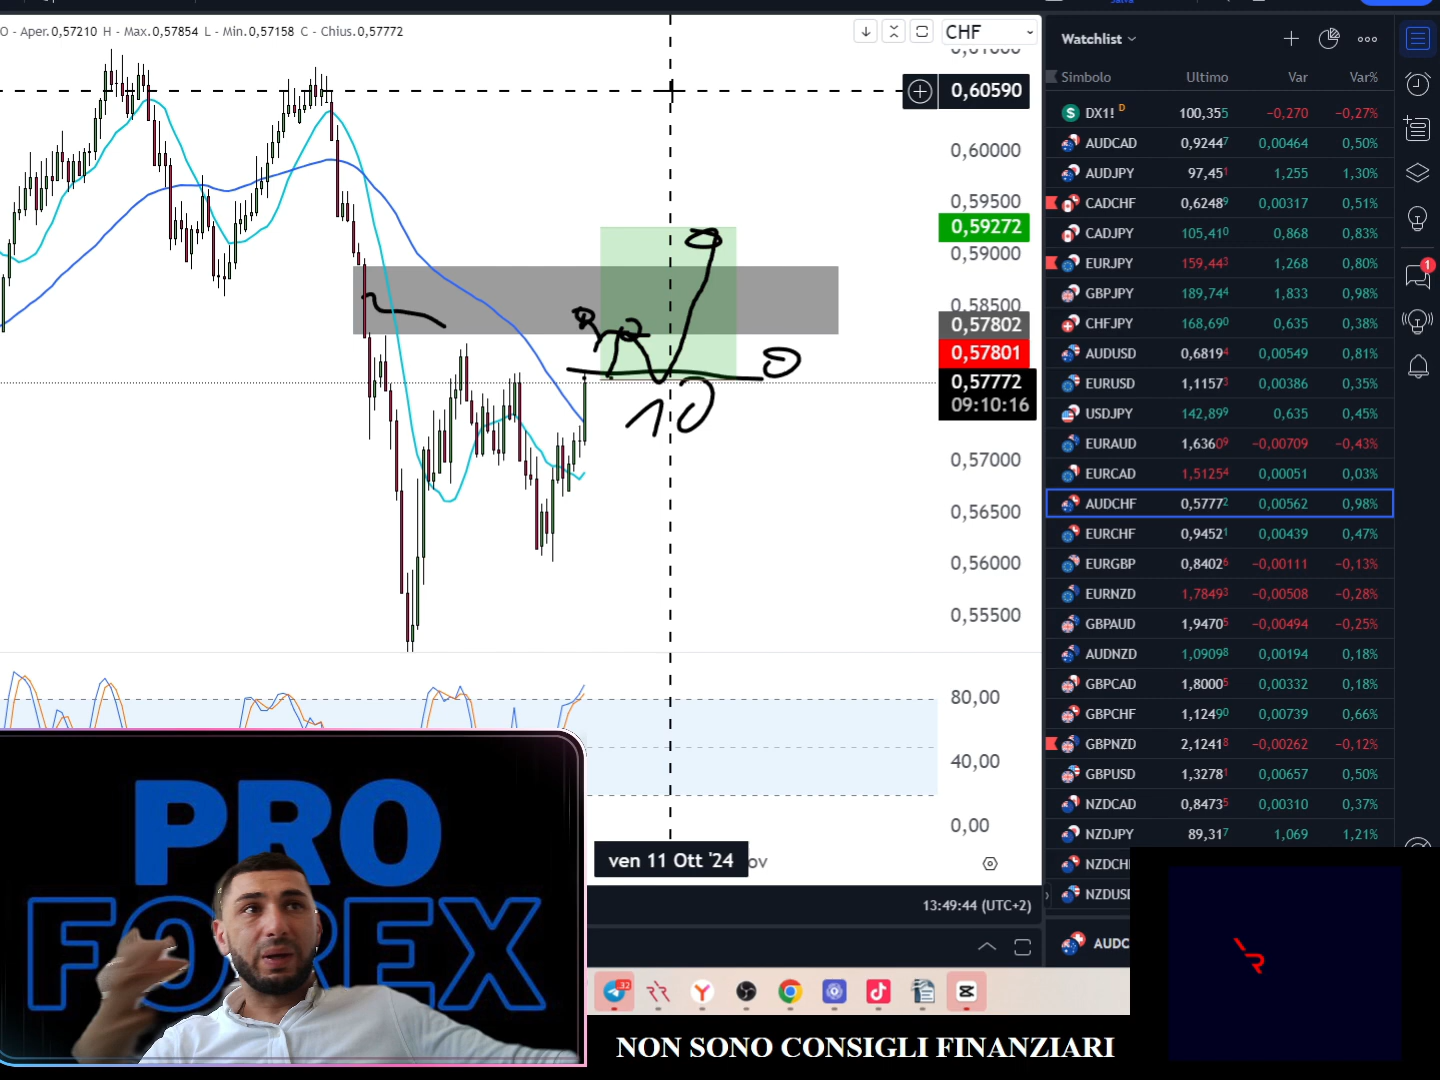 O - Aper.0,57210 H - Max.0,57854 L - Min.0,57158 C - Chius.0,57772
CHF
0,60590
0,60000
0,59500
0,59272
0,59000
0,58500
0,57802
0,57801
0,57772
09:10:16
0,57000
0,56500
0,56000
0,55500
10
80,00
40,00
0,00
ven 11 Ott '24
ov
13:49:44 (UTC+2)
Watchlist
Simbolo Ultimo Var Var%
DX1! D 100,355 −0,270 −0,27%
AUDCAD 0,92447 0,00464 0,50%
AUDJPY 97,451 1,255 1,30%
CADCHF 0,62489 0,00317 0,51%
CADJPY 105,410 0,868 0,83%
EURJPY 159,443 1,268 0,80%
GBPJPY 189,744 1,833 0,98%
CHFJPY 168,690 0,635 0,38%
AUDUSD 0,68194 0,00549 0,81%
EURUSD 1,11573 0,00386 0,35%
USDJPY 142,899 0,635 0,45%
EURAUD 1,63609 −0,00709 −0,43%
EURCAD 1,51254 0,00051 0,03%
AUDCHF 0,57772 0,00562 0,98%
EURCHF 0,94521 0,00439 0,47%
EURGBP 0,84026 −0,00111 −0,13%
EURNZD 1,78493 −0,00508 −0,28%
GBPAUD 1,94705 −0,00494 −0,25%
AUDNZD 1,09098 0,00194 0,18%
GBPCAD 1,80005 0,00332 0,18%
GBPCHF 1,12490 0,00739 0,66%
GBPNZD 2,12418 −0,00262 −0,12%
GBPUSD 1,32781 0,00657 0,50%
NZDCAD 0,84735 0,00310 0,37%
NZDJPY 89,317 1,069 1,21%
NZDCH
NZDUSD
AUDC
1
32
PRO
FOREX
NON SONO CONSIGLI FINANZIARI